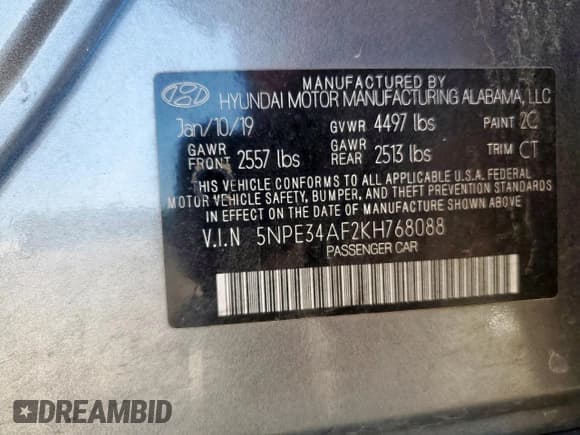 MANUFACTURED BY
HYUNDAI MOTOR MANUFACTURING ALABAMA, LLC
Jan/10/19 GVWR 4497 lbs PAINT 2C
GAWR FRONT 2557 lbs GAWR REAR 2513 lbs TRIM CT
THIS VEHICLE CONFORMS TO ALL APPLICABLE U.S.A. FEDERAL
MOTOR VEHICLE SAFETY, BUMPER, AND THEFT PREVENTION STANDARDS
IN EFFECT ON THE DATE OF MANUFACTURE SHOWN ABOVE.
V.I.N 5NPE34AF2KH768088
PASSENGER CAR
DREAMBID